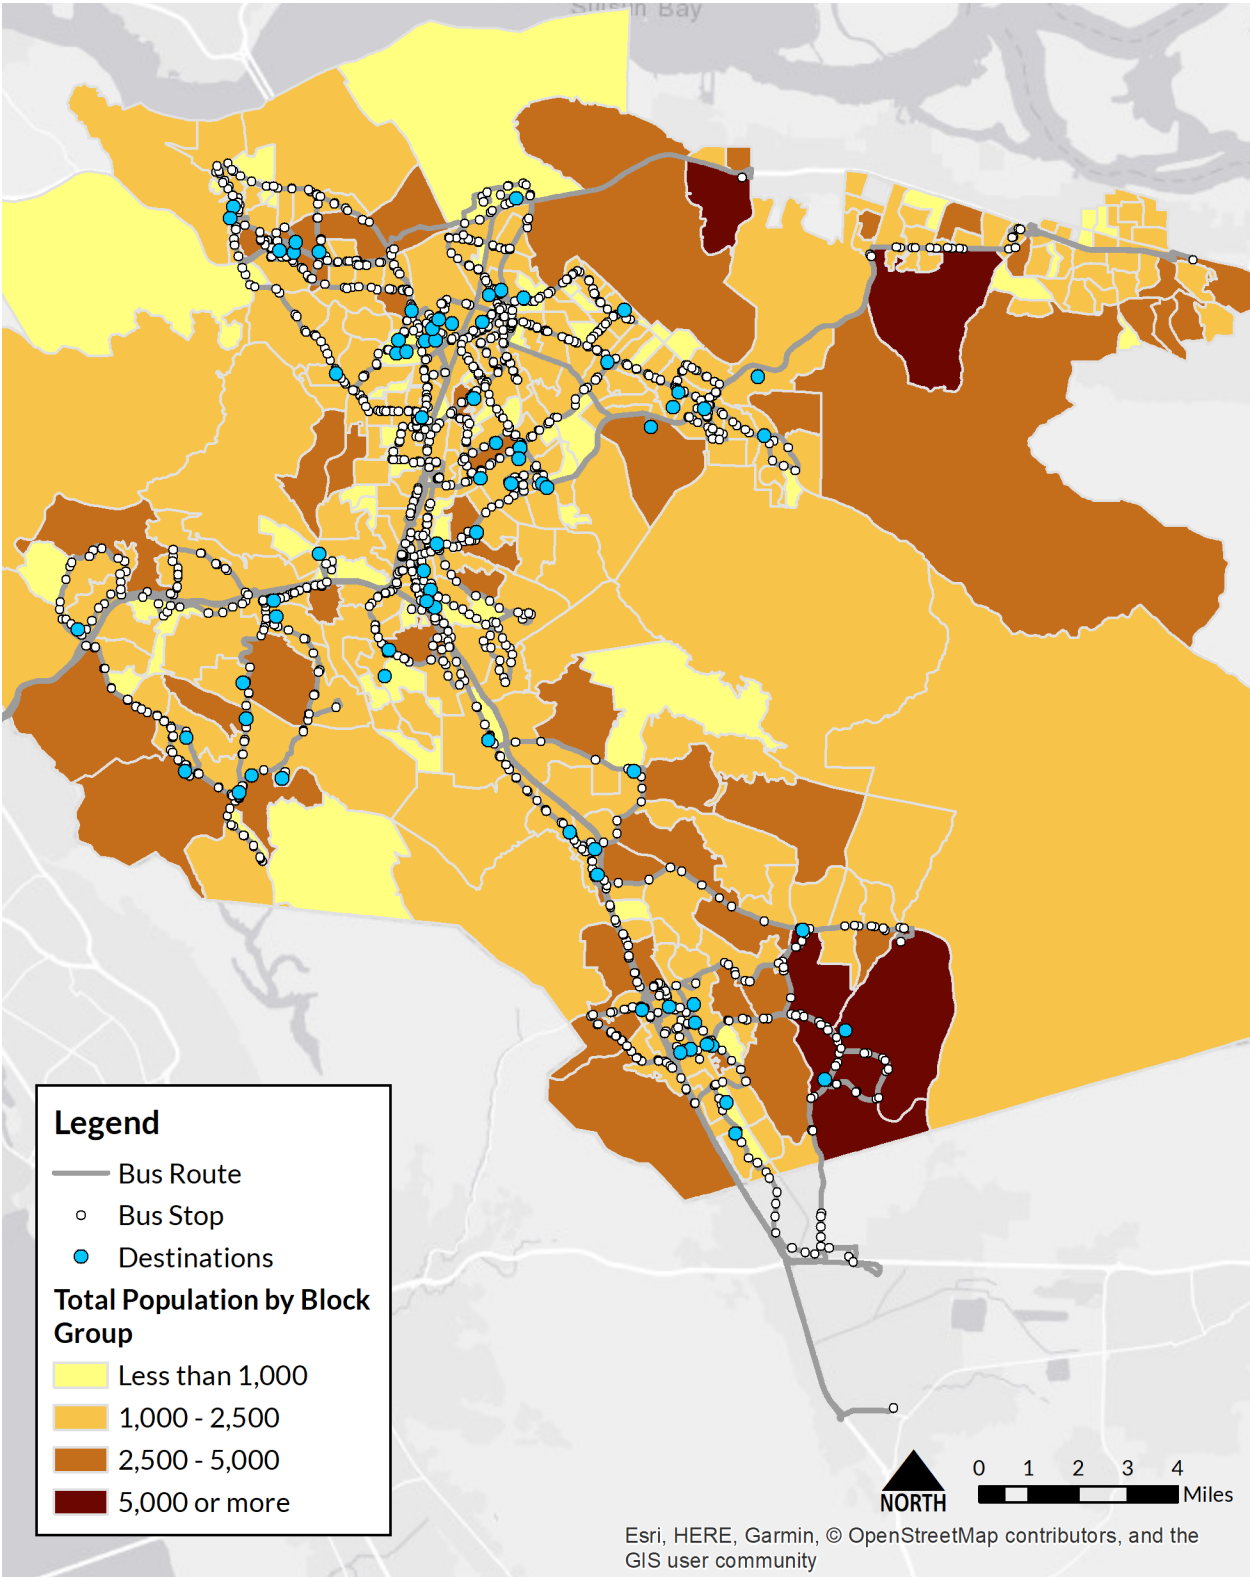 Suisun Bay
Legend
Bus Route
Bus Stop
Destinations
Total Population by Block
Group
Less than 1,000
1,000 - 2,500
2,500 - 5,000
5,000 or more
NORTH
0 1 2 3 4
Miles
Esri, HERE, Garmin, © OpenStreetMap contributors, and the
GIS user community